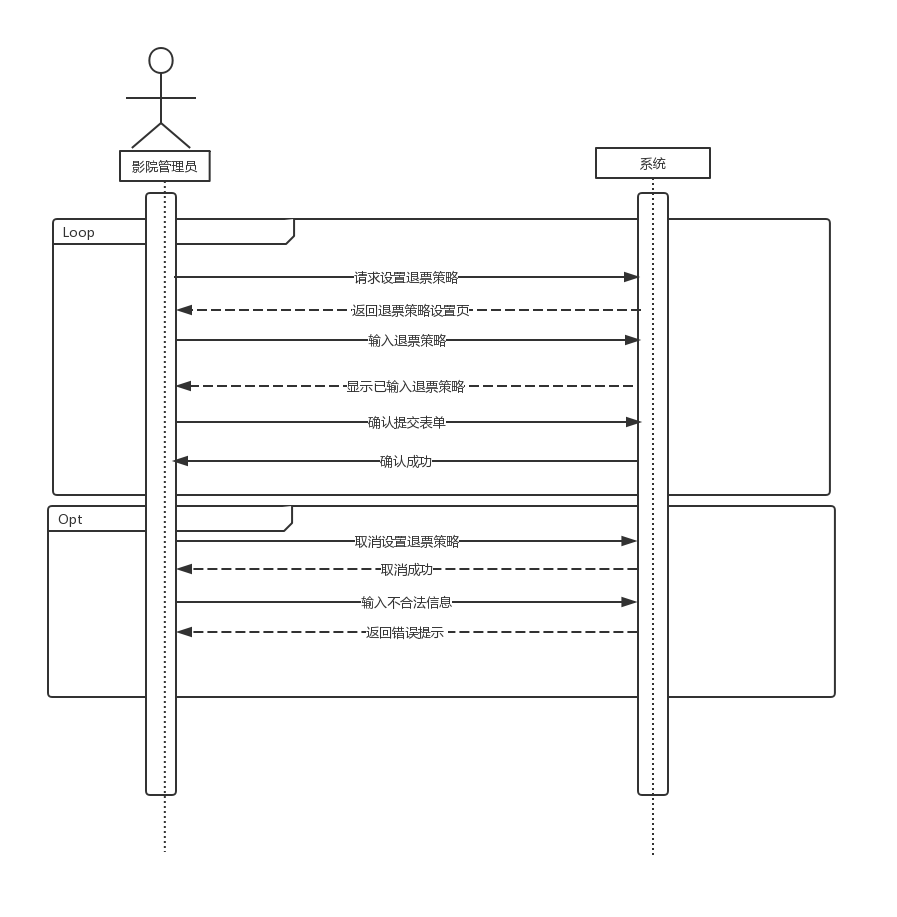 影院管理员
系统
Loop
请求设置退票策略
返回退票策略设置页
输入退票策略
显示已输入退票策略
确认提交表单
确认成功
Opt
取消设置退票策略
取消成功
输入不合法信息
返回错误提示